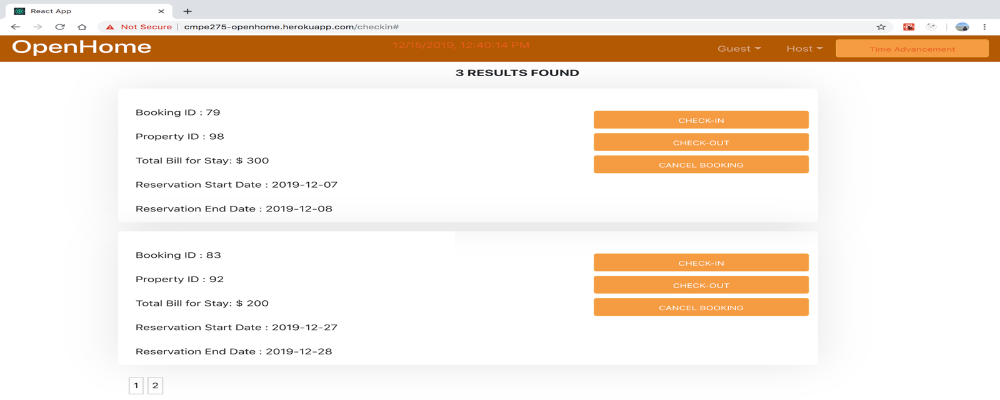 React App
Not Secure | cmpe275-openhome.herokuapp.com/checkin#
OpenHome
12/15/2019, 12:40:14 PM
Guest
Host
Time Advancement
3 RESULTS FOUND
Booking ID : 79
Property ID : 98
Total Bill for Stay: $ 300
Reservation Start Date : 2019-12-07
Reservation End Date : 2019-12-08
CHECK-IN
CHECK-OUT
CANCEL BOOKING
Booking ID : 83
Property ID : 92
Total Bill for Stay: $ 200
Reservation Start Date : 2019-12-27
Reservation End Date : 2019-12-28
CHECK-IN
CHECK-OUT
CANCEL BOOKING
1 2